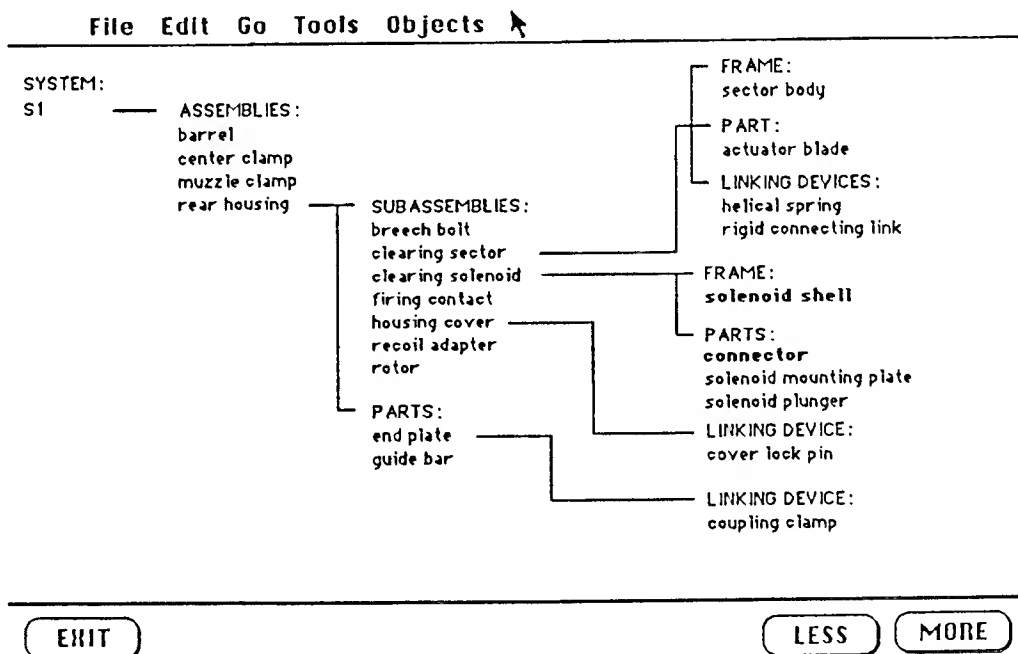 File Edit Go Tools Objects
SYSTEM:
S1
ASSEMBLIES:
barrel
center clamp
muzzle clamp
rear housing
SUBASSEMBLIES:
breech bolt
clearing sector
clearing solenoid
firing contact
housing cover
recoil adapter
rotor
PARTS:
end plate
guide bar
FRAME:
sector body
PART:
actuator blade
LINKING DEVICES:
helical spring
rigid connecting link
FRAME:
solenoid shell
PARTS:
connector
solenoid mounting plate
solenoid plunger
LINKING DEVICE:
cover lock pin
LINKING DEVICE:
coupling clamp
EXIT
LESS
MORE